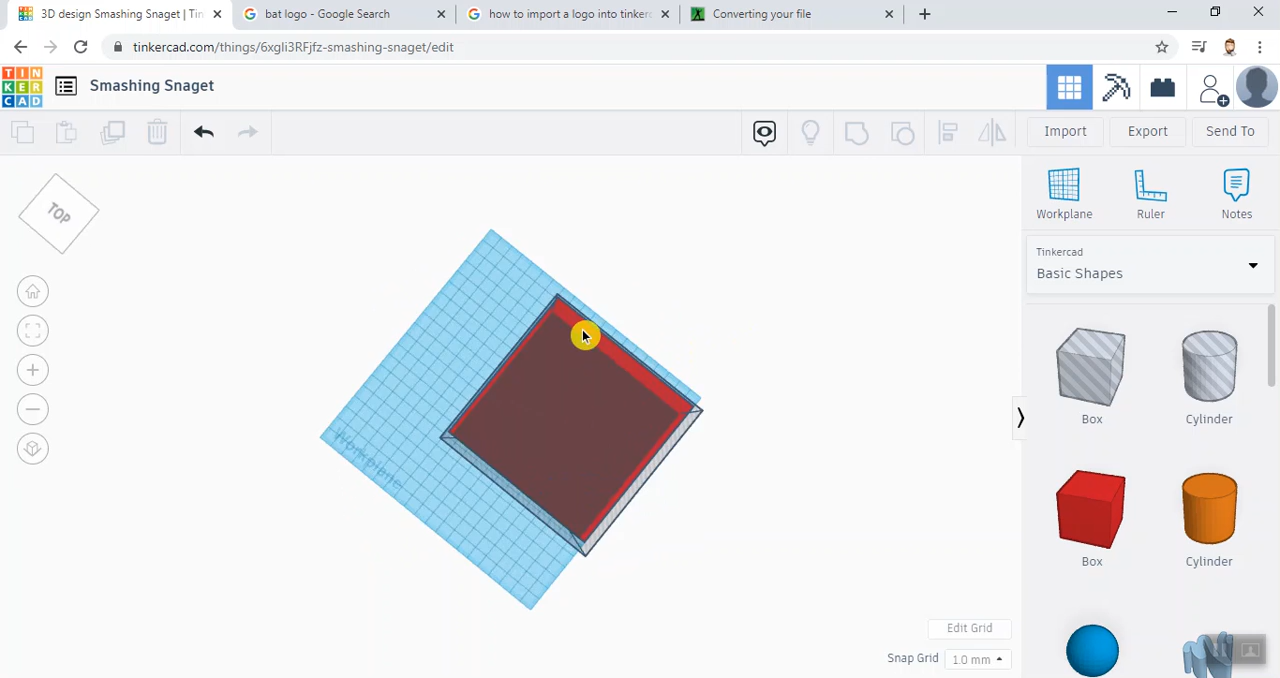 3D design Smashing Snaget | Tin
bat logo - Google Search
how to import a logo into tinker
Converting your file
tinkercad.com/things/6xgli3RFjfz-smashing-snaget/edit
TIN
KER
CAD
Smashing Snaget
Import
Export
Send To
TOP
Workplane
Ruler
Notes
Tinkercad
Basic Shapes
Box
Cylinder
Box
Cylinder
Workplane
Edit Grid
Snap Grid
1.0 mm